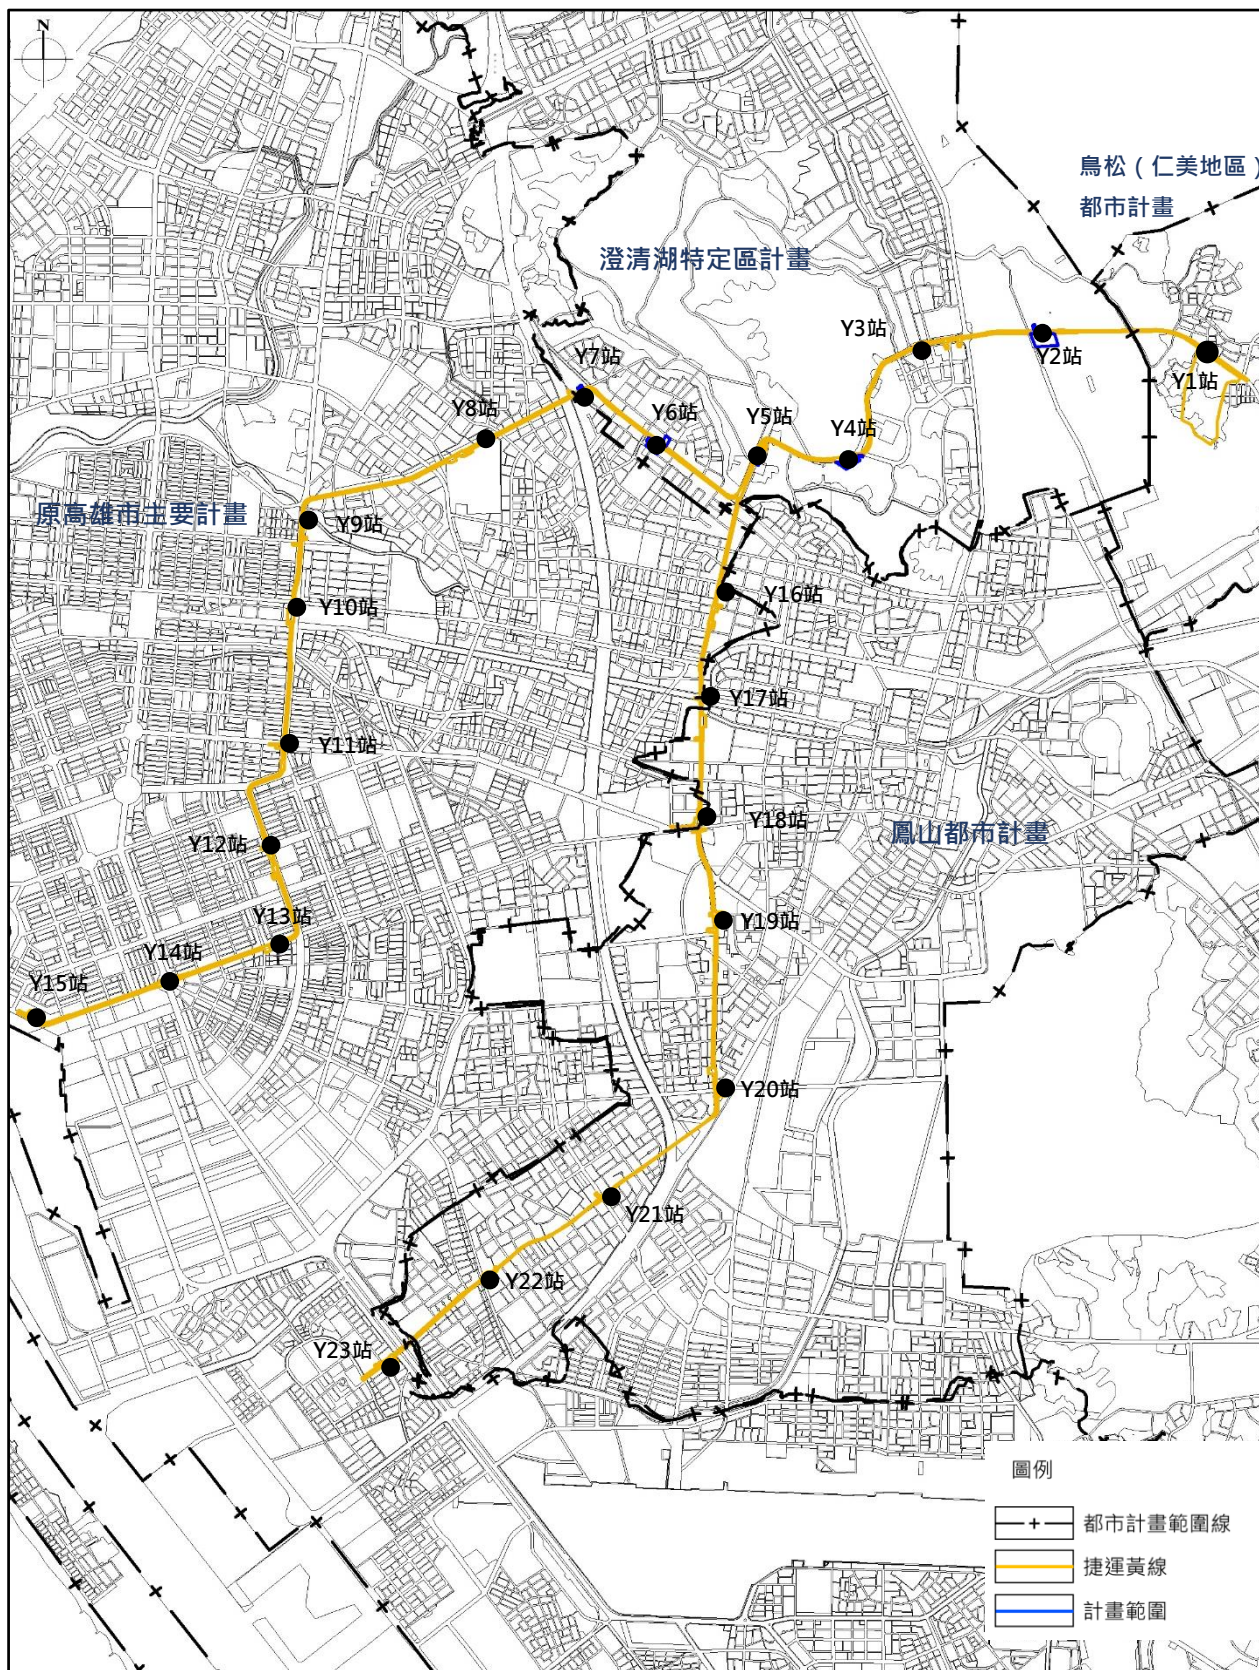 N
鳥松（仁美地區）
都市計畫
澄清湖特定區計畫
Y3站
Y2站
Y1站
Y7站
Y8站
Y6站
Y5站
Y4站
原高雄市主要計畫
Y9站
Y10站
Y16站
Y17站
Y11站
Y18站
鳳山都市計畫
Y12站
Y13站
Y19站
Y14站
Y15站
Y20站
Y21站
Y22站
Y23站
圖例
都市計畫範圍線
捷運黃線
計畫範圍